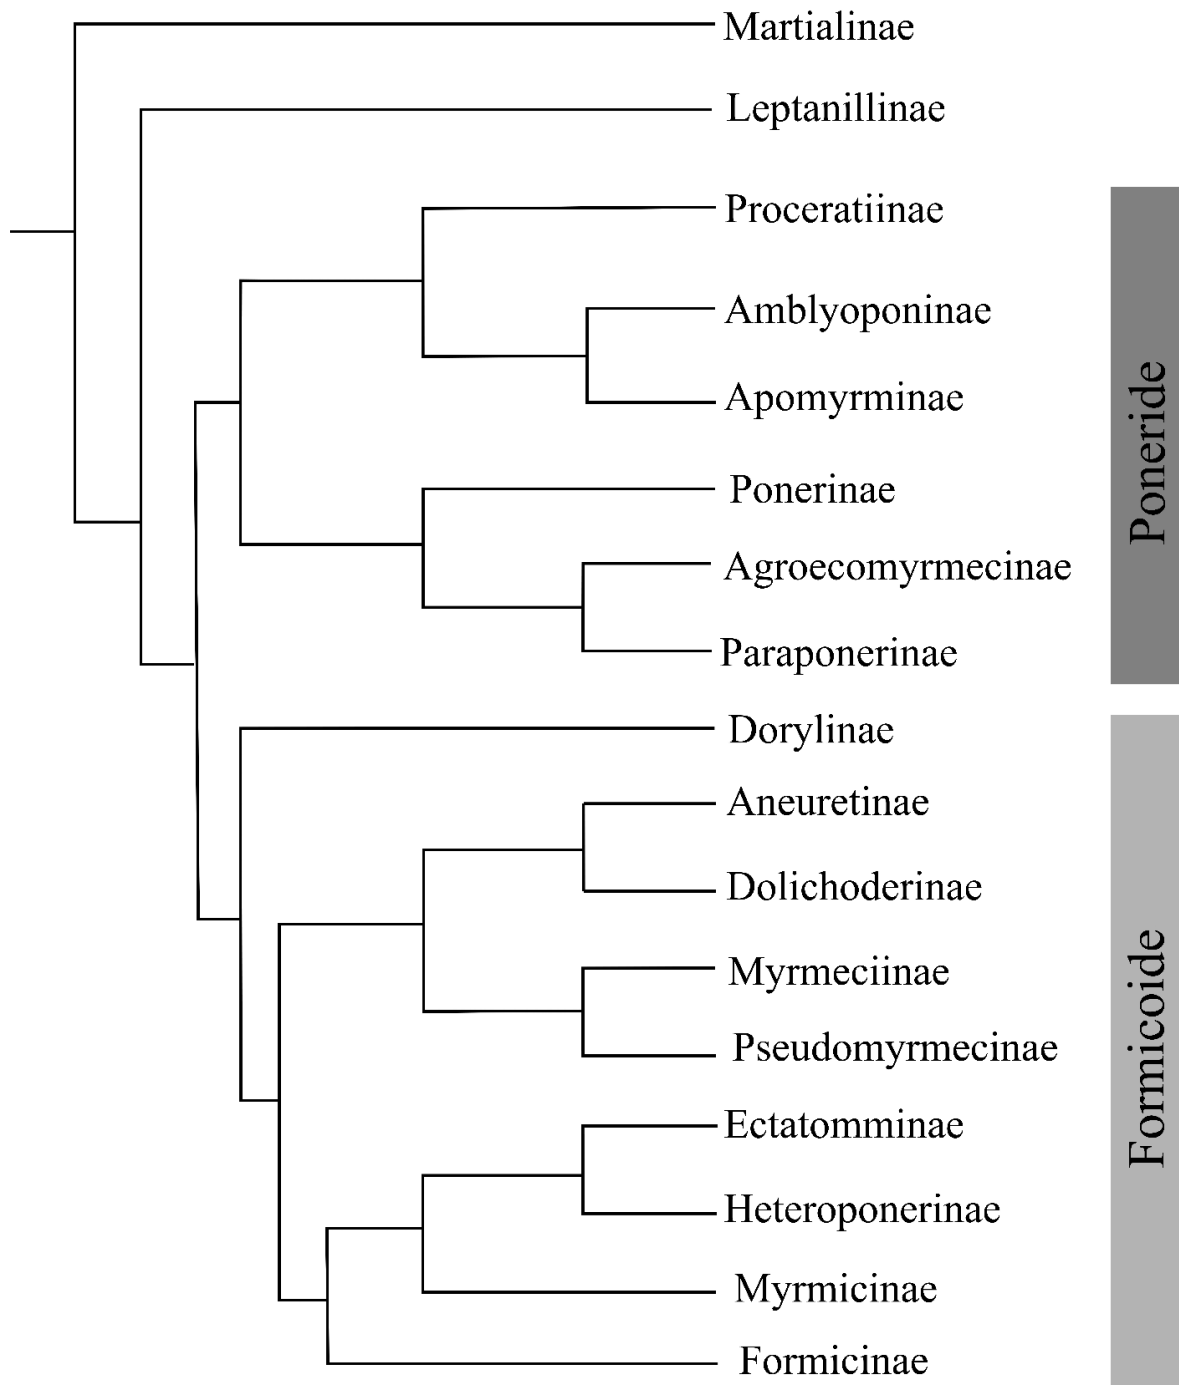 Martialinae
Leptanillinae
Proceratiinae
Amblyoponinae
Apomyrminae
Ponerinae
Agroecomyrmecinae
Paraponerinae
Poneride
Dorylinae
Aneuretinae
Dolichoderinae
Myrmeciinae
Pseudomyrmecinae
Ectatomminae
Heteroponerinae
Myrmicinae
Formicinae
Formicoide